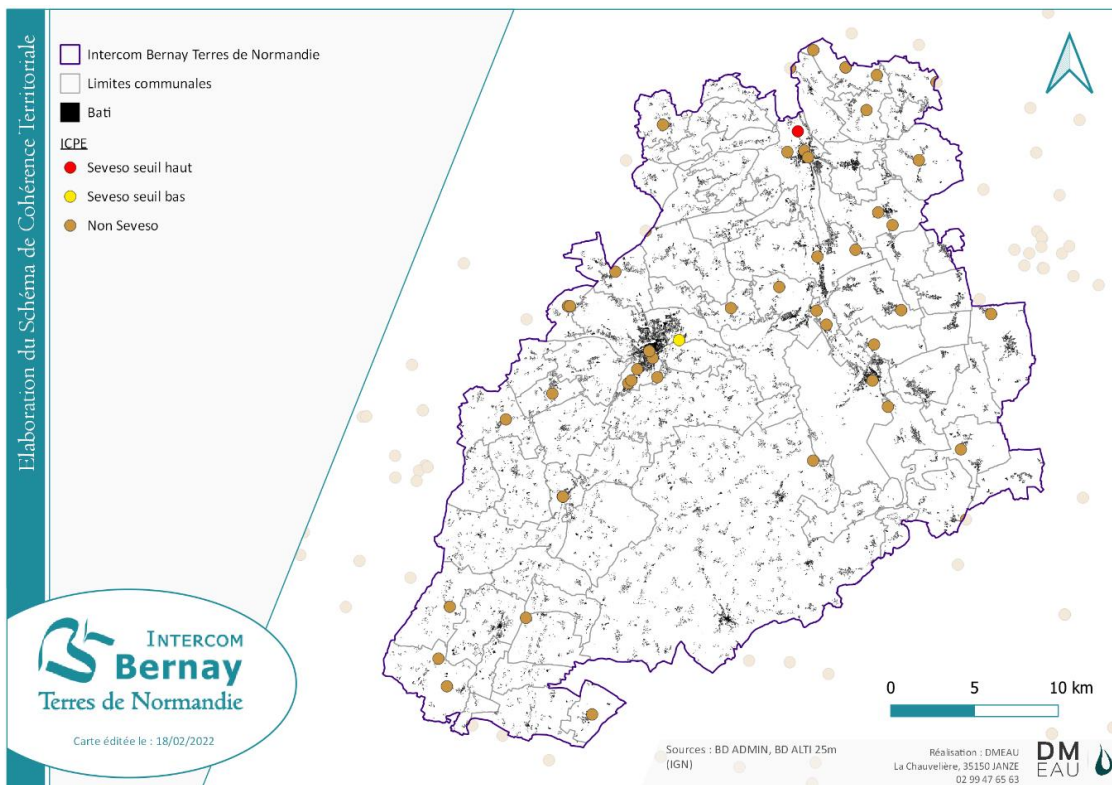 Elaboration du Schéma de Cohérence Territoriale
Intercom Bernay Terres de Normandie
Limites communales
Bati
ICPE
Seveso seuil haut
Seveso seuil bas
Non Seveso
INTERCOM
Bernay
Terres de Normandie
Carte éditée le : 18/02/2022
0 5 10 km
Sources : BD ADMIN, BD ALTI 25m
(IGN)
Réalisation : DMEAU
La Chauvelière, 35150 JANZE
02 99 47 65 63
DM
EAU